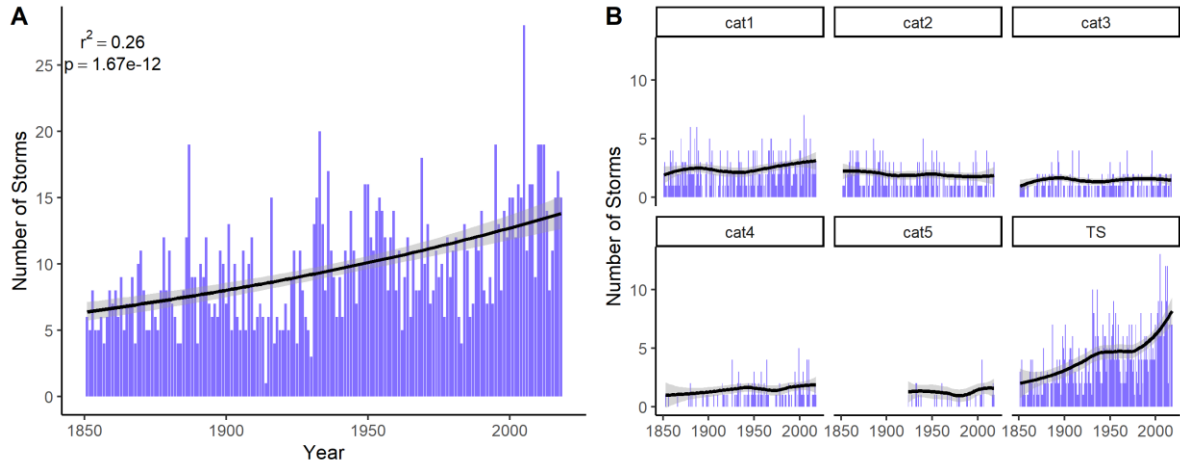 A
r² = 0.26
p = 1.67e-12
Number of Storms
25
20
15
10
5
0
1850
1900
1950
2000
Year
B
cat1
cat2
cat3
10
5
0
Number of Storms
cat4
cat5
TS
10
5
0
1850 1900 1950 2000
1850 1900 1950 2000
1850 1900 1950 2000